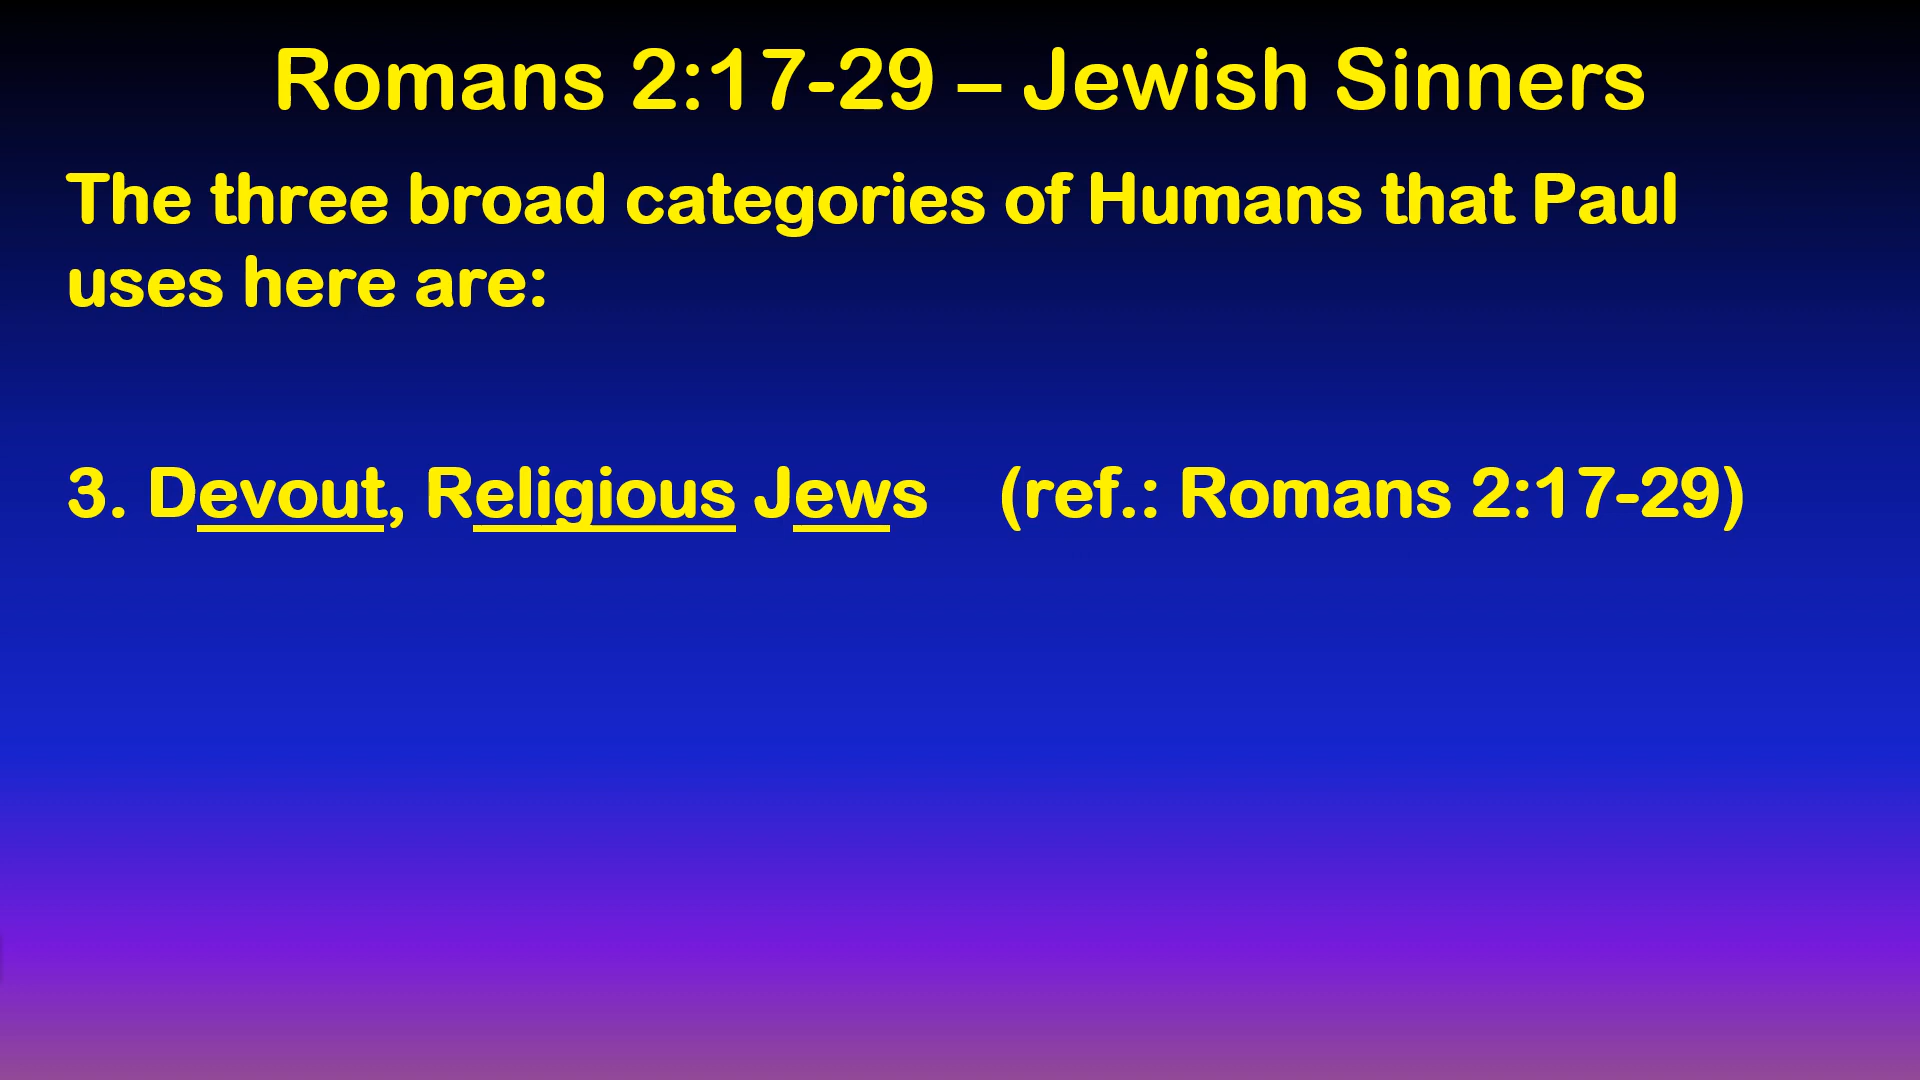 Romans 2:17-29 – Jewish Sinners
The three broad categories of Humans that Paul
uses here are:
3. Devout, Religious Jews (ref.: Romans 2:17-29)